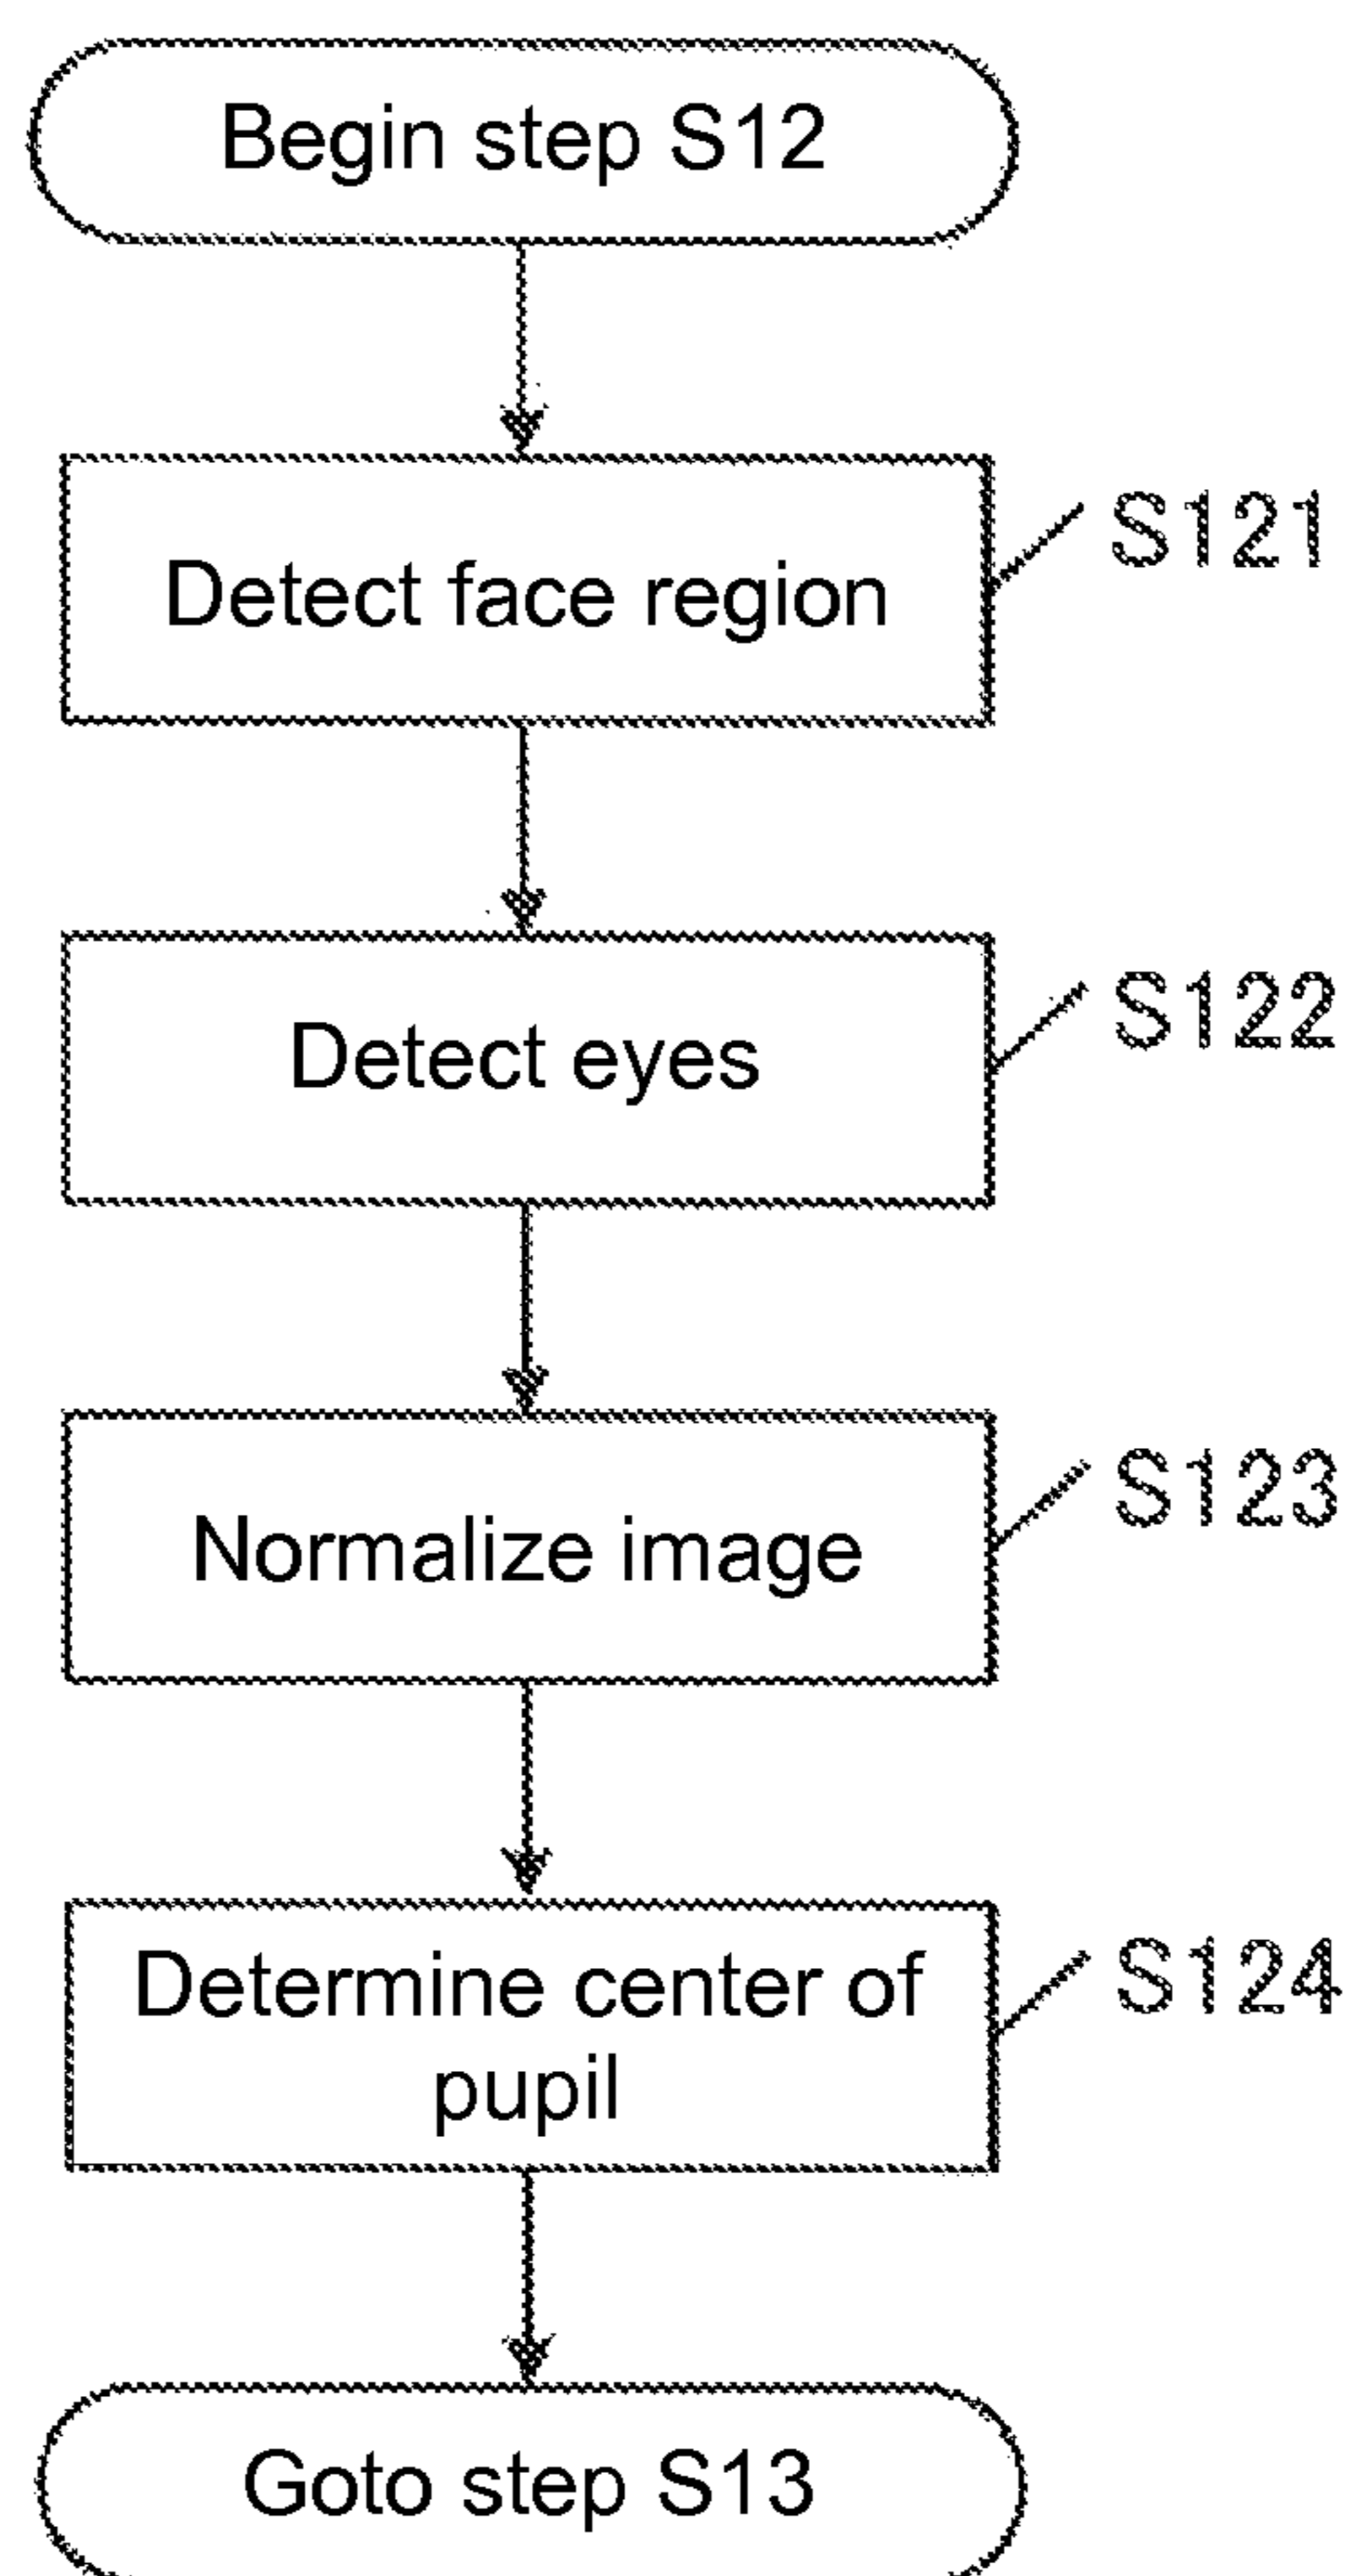 Begin step S12
Detect face region
S121
Detect eyes
S122
Normalize image
S123
Determine center of
pupil
S124
Goto step S13